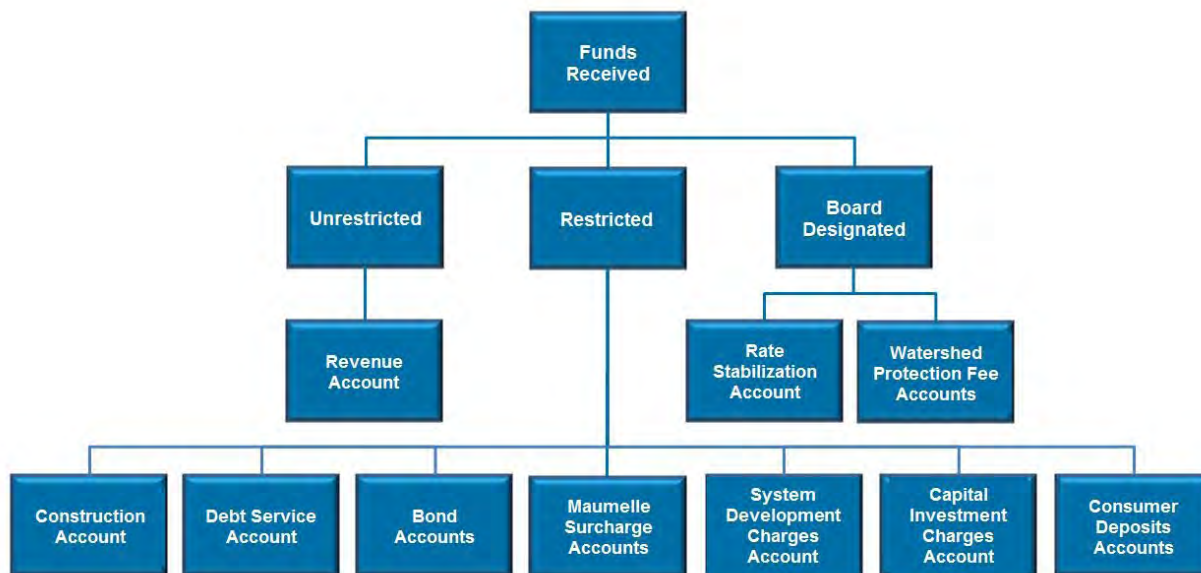 Funds
Received
Unrestricted
Restricted
Board
Designated
Revenue
Account
Rate
Stabilization
Account
Watershed
Protection Fee
Accounts
Construction
Account
Debt Service
Account
Bond
Accounts
Maumelle
Surcharge
Accounts
System
Development
Charges
Account
Capital
Investment
Charges
Account
Consumer
Deposits
Accounts